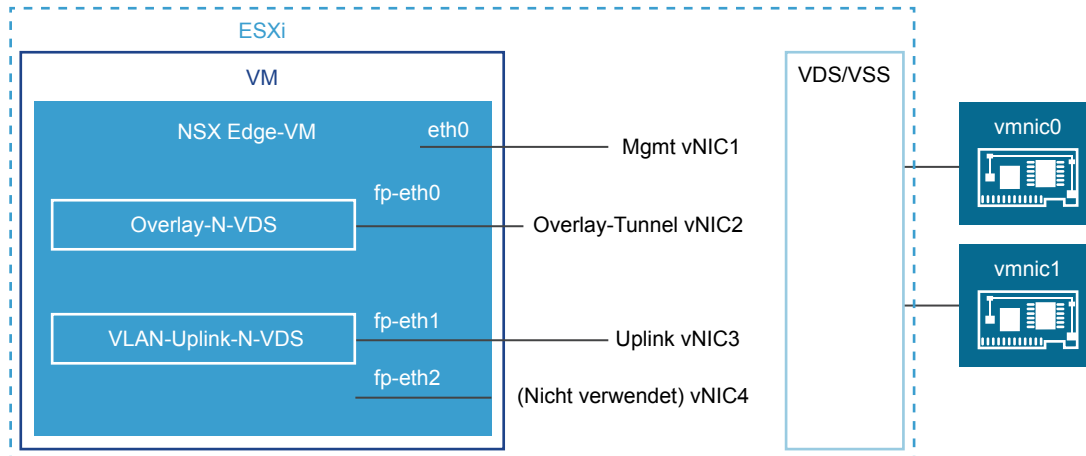 ESXi
VM
VDS/VSS
NSX Edge-VM
eth0
Mgmt vNIC1
vmnic0
fp-eth0
Overlay-N-VDS
Overlay-Tunnel vNIC2
vmnic1
fp-eth1
VLAN-Uplink-N-VDS
Uplink vNIC3
fp-eth2
(Nicht verwendet) vNIC4